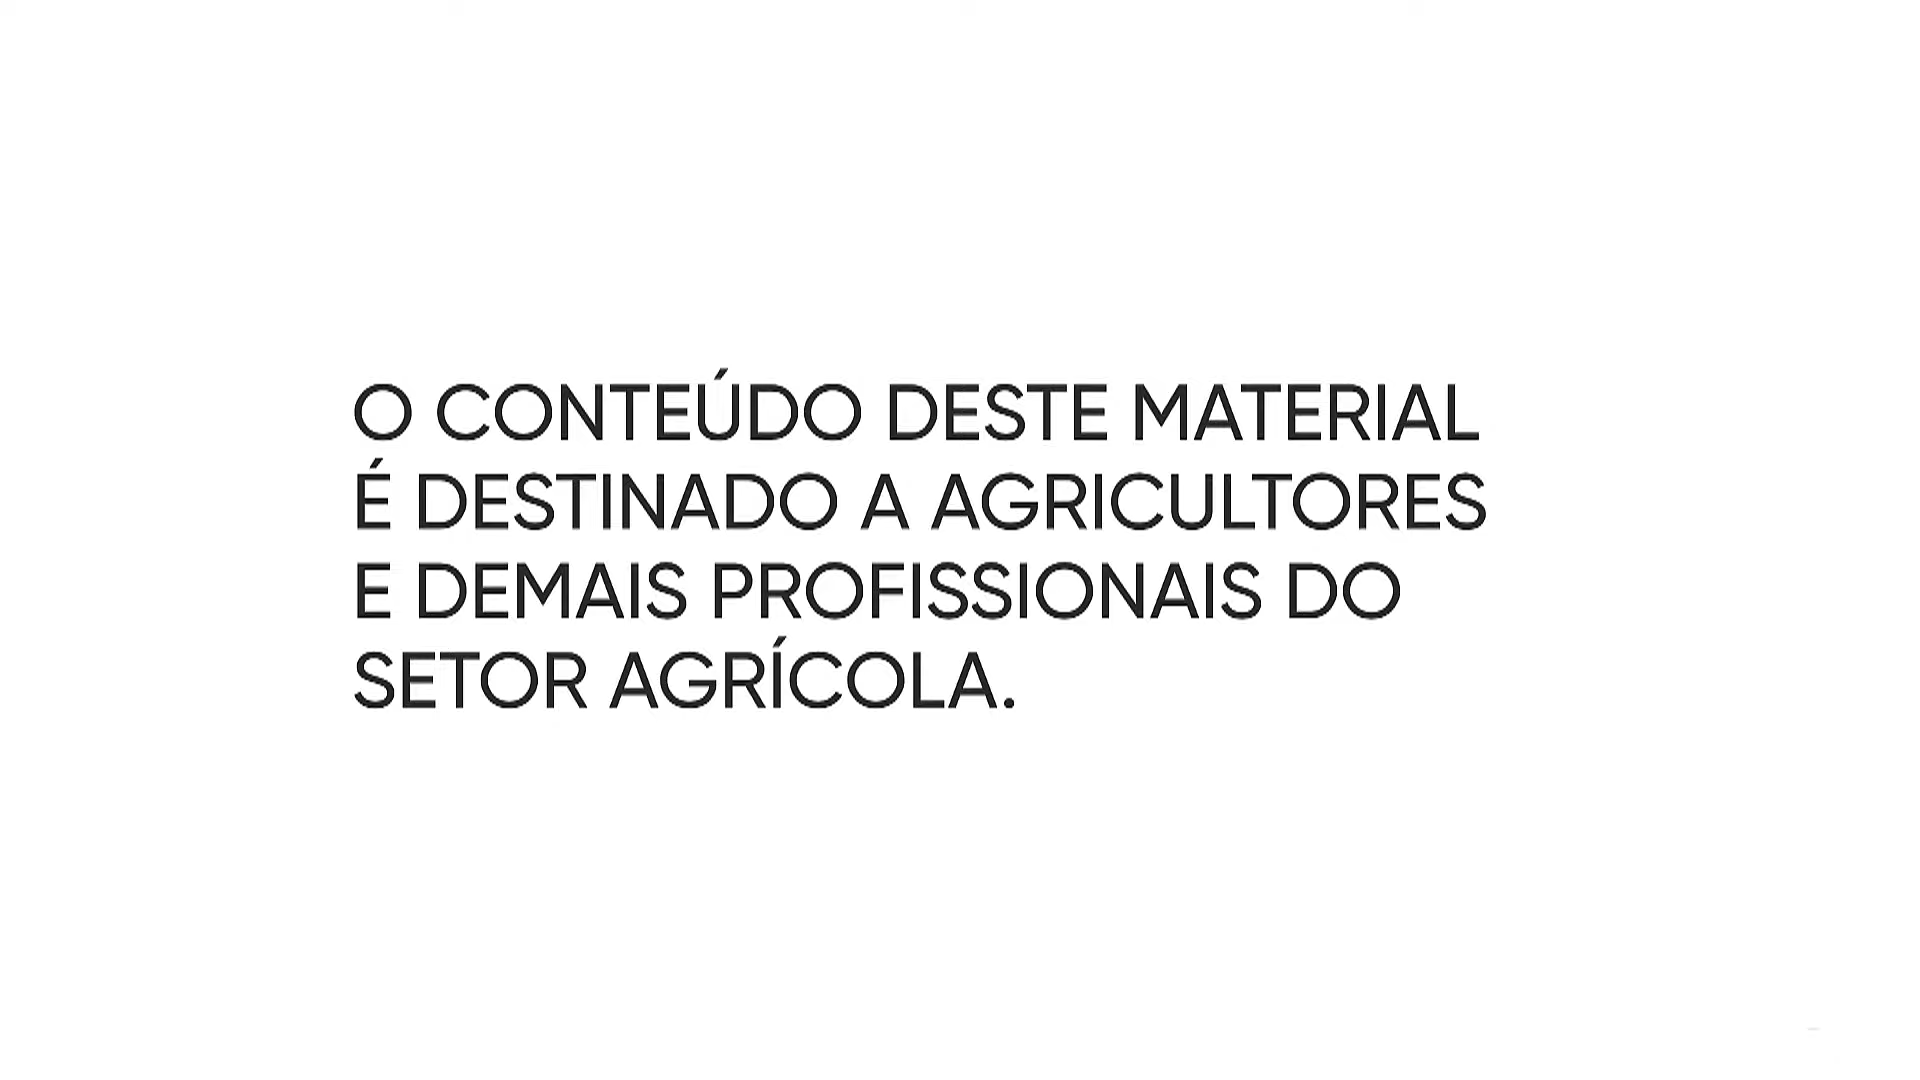 O CONTEÚDO DESTE MATERIAL
É DESTINADO A AGRICULTORES
E DEMAIS PROFISSIONAIS DO
SETOR AGRÍCOLA.